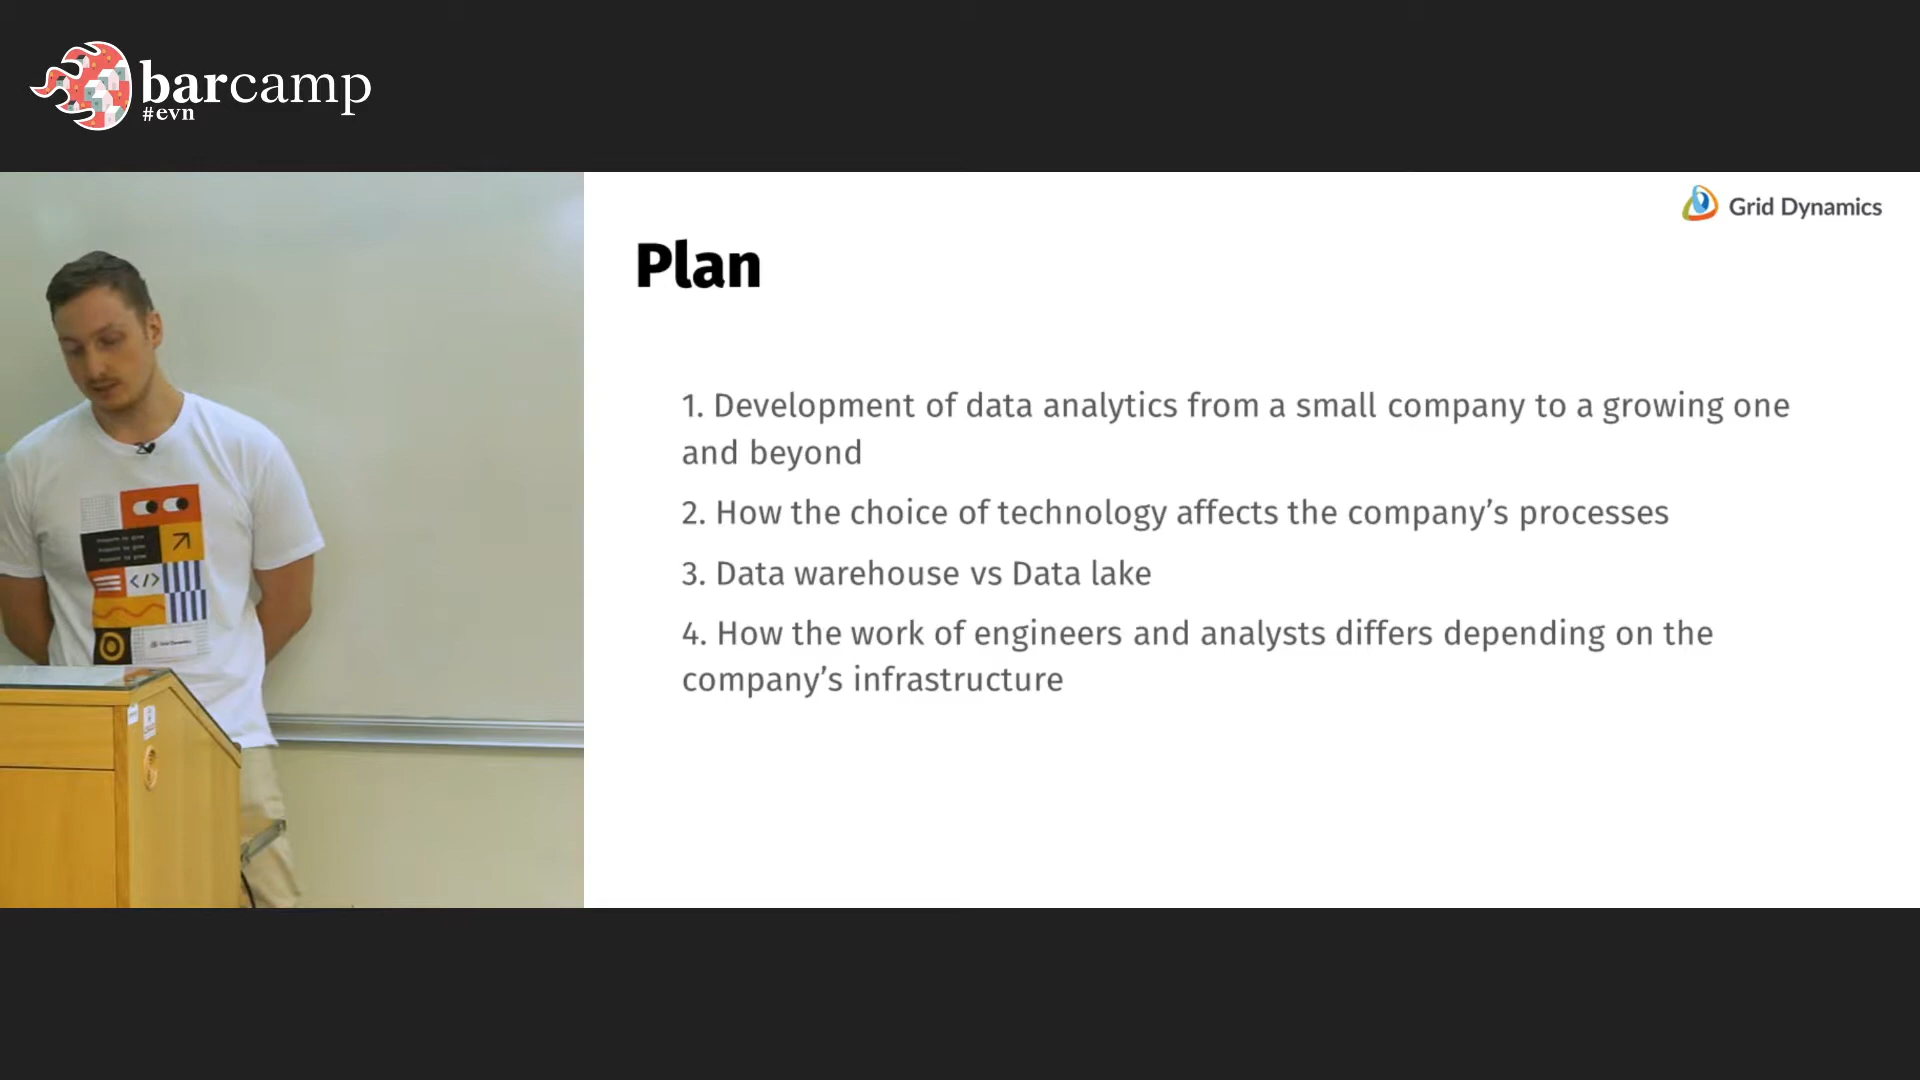 barcamp
#evn
Grid Dynamics
Plan
1. Development of data analytics from a small company to a growing one
and beyond
2. How the choice of technology affects the company’s processes
3. Data warehouse vs Data lake
4. How the work of engineers and analysts differs depending on the
company’s infrastructure
</>
Grid Dynamics